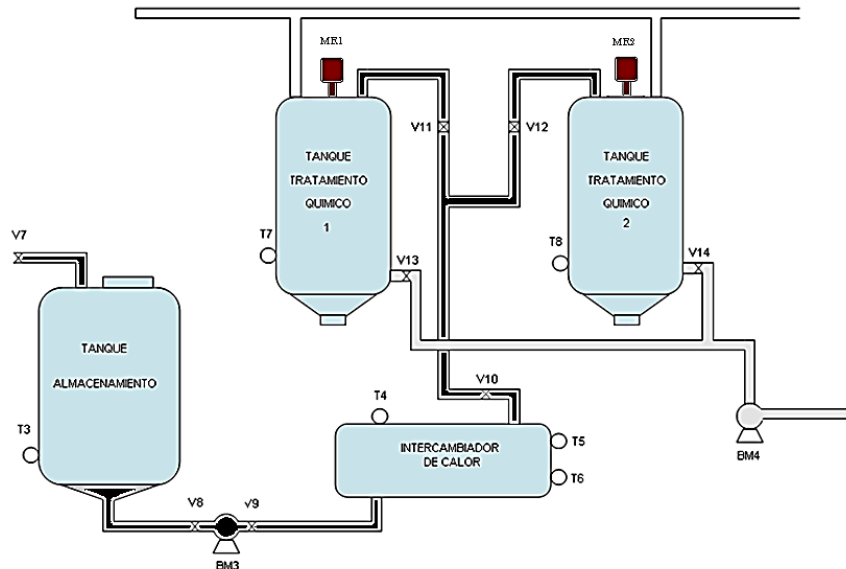 MR1
MR2
V11
V12
TANQUE
TRATAMIENTO
QUIMICO
1
TANQUE
TRATAMIENTO
QUIMICO
2
V7
T7
T8
V13
V14
TANQUE
ALMACENAMIENTO
V10
T4
T3
INTERCAMBIADOR
DE CALOR
T5
T6
BM4
V8
V9
BM3